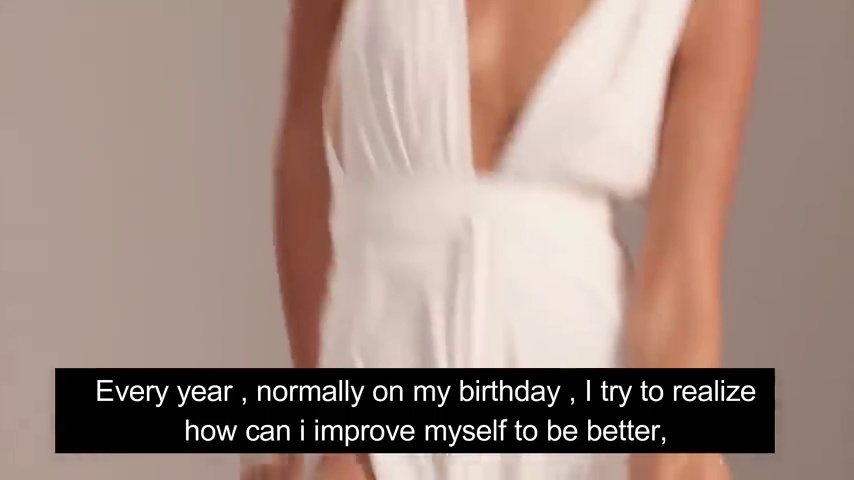 Every year , normally on my birthday , I try to realize
how can i improve myself to be better,